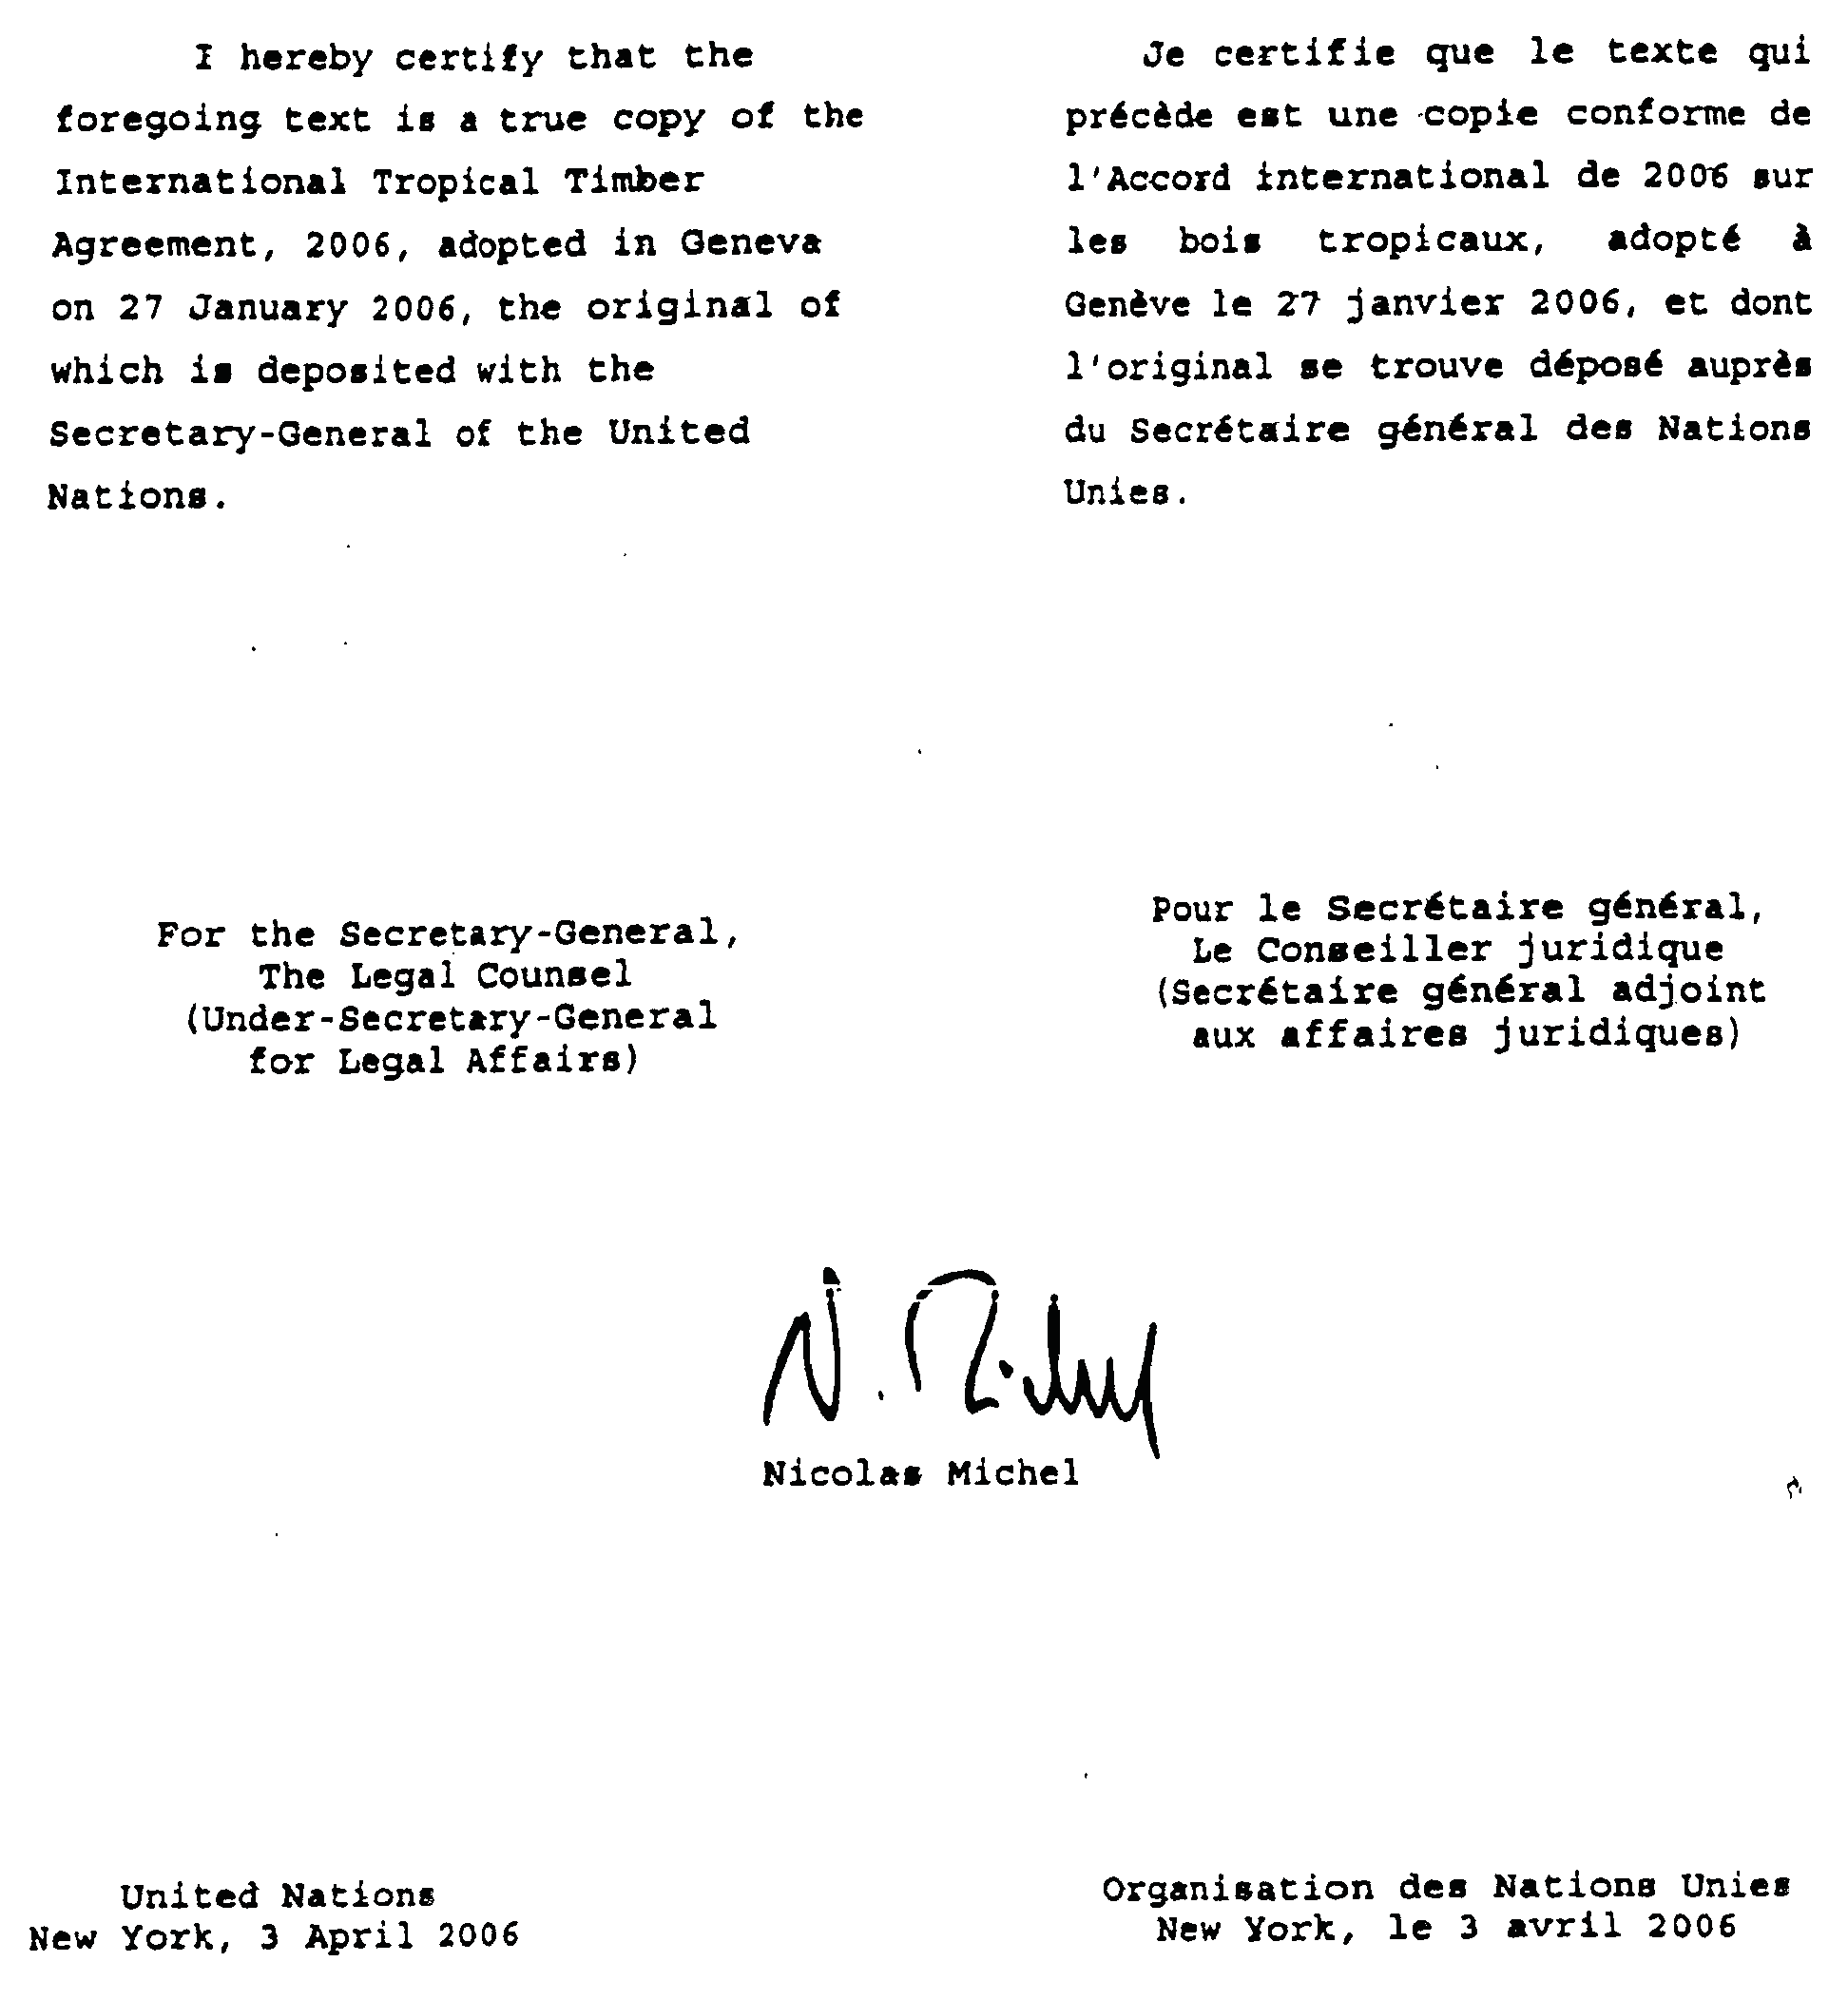 I hereby certify that the
foregoing text is a true copy of the
International Tropical Timber
Agreement, 2006, adopted in Geneva
on 27 January 2006, the original of
which is deposited with the
Secretary-General of the United
Nations.
Je certifie que le texte qui
précède est une copie conforme de
l'Accord international de 2006 sur
les bois tropicaux, adopté à
Genève le 27 janvier 2006, et dont
l'original se trouve déposé auprès
du Secrétaire général des Nations
Unies.
For the Secretary-General,
The Legal Counsel
(Under-Secretary-General
for Legal Affairs)
Pour le Secrétaire général,
Le Conseiller juridique
(Secrétaire général adjoint
aux affaires juridiques)
N. Michel
Nicolas Michel
United Nations
New York, 3 April 2006
Organisation des Nations Unies
New York, le 3 avril 2006